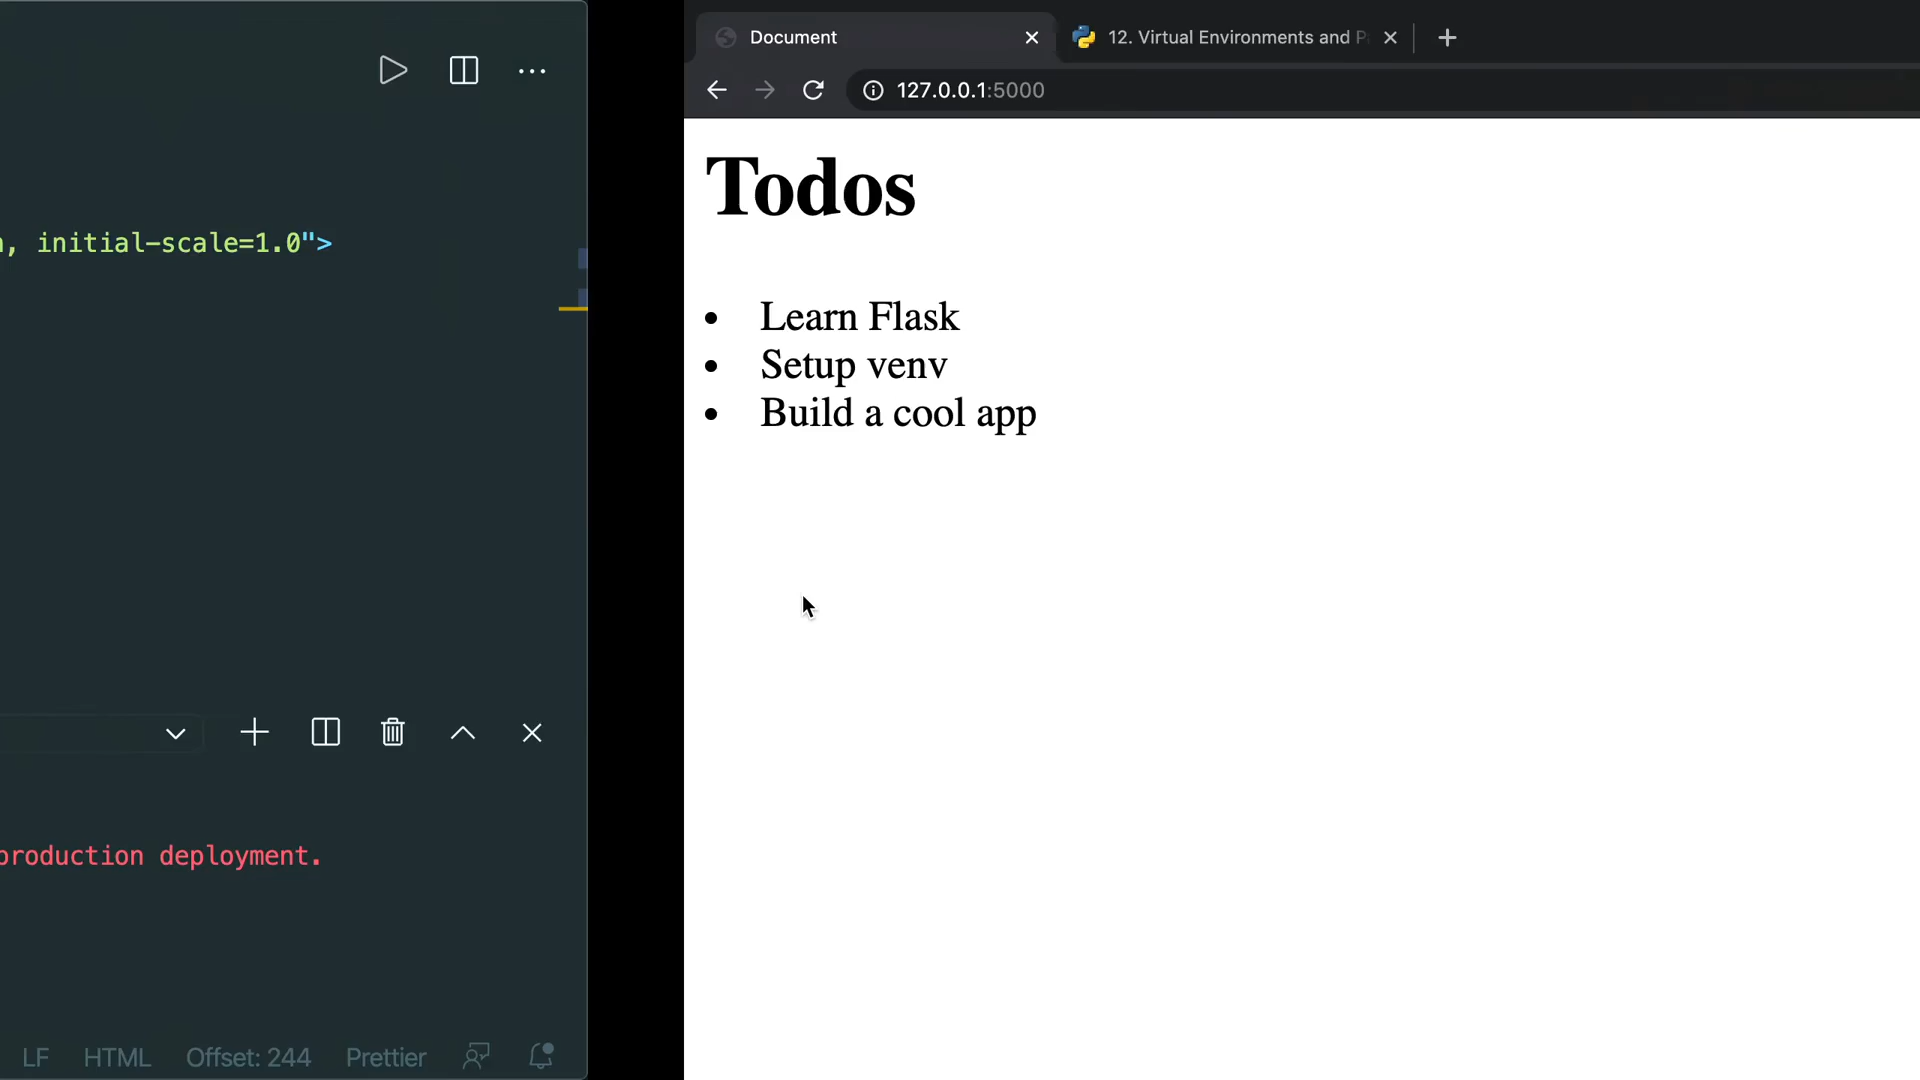 , initial-scale=1.0">
production deployment.
LF HTML Offset: 244 Prettier
Document
12. Virtual Environments and P
127.0.0.1:5000
Todos
• Learn Flask
• Setup venv
• Build a cool app